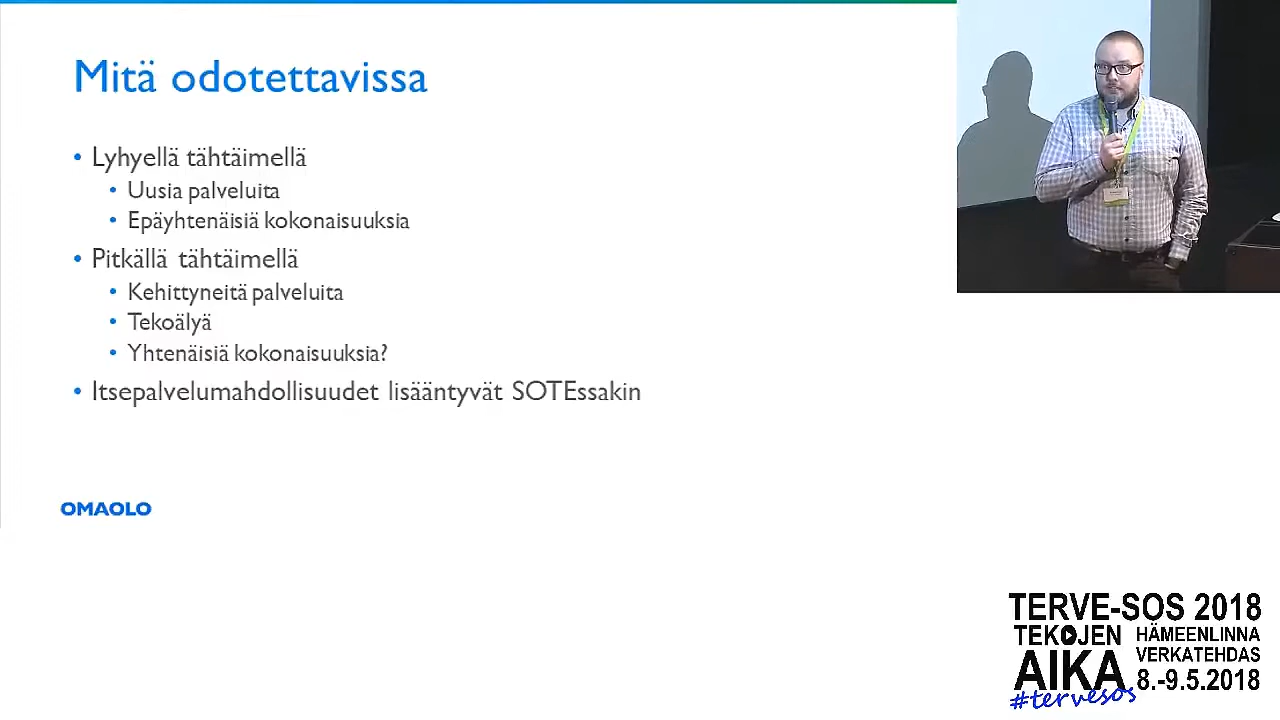 Mitä odotettavissa
• Lyhyellä tähtäimellä
• Uusia palveluita
• Epäyhtenäisiä kokonaisuuksia
• Pitkällä tähtäimellä
• Kehittyneitä palveluita
• Tekoälyä
• Yhtenäisiä kokonaisuuksia?
• Itsepalvelumahdollisuudet lisääntyvät SOTEssakin
OMAOLO
TERVE-SOS 2018
TEKOJEN
AIKA
HÄMEENLINNA
VERKATEHDAS
8.-9.5.2018
#tervesos